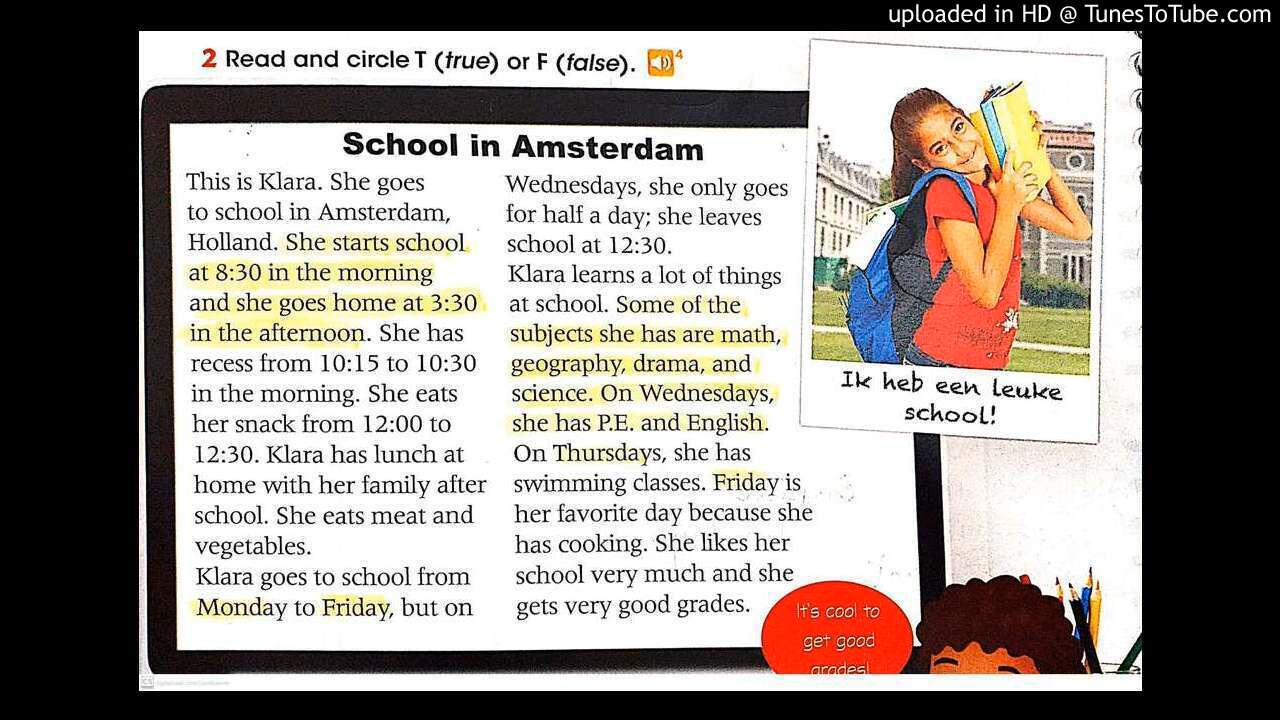 uploaded in HD @ TunesToTube.com
2 Read and circle T (true) or F (false). 4
School in Amsterdam
This is Klara. She goes
to school in Amsterdam,
Holland. She starts school
at 8:30 in the morning
and she goes home at 3:30
in the afternoon. She has
recess from 10:15 to 10:30
in the morning. She eats
her snack from 12:00 to
12:30. Klara has lunch at
home with her family after
school. She eats meat and
vegetables.
Klara goes to school from
Monday to Friday, but on
Wednesdays, she only goes
for half a day; she leaves
school at 12:30.
Klara learns a lot of things
at school. Some of the
subjects she has are math,
geography, drama, and
science. On Wednesdays,
she has P.E. and English.
On Thursdays, she has
swimming classes. Friday is
her favorite day because she
has cooking. She likes her
school very much and she
gets very good grades.
Ik heb een leuke
school!
It's cool to
get good
grades!
CS